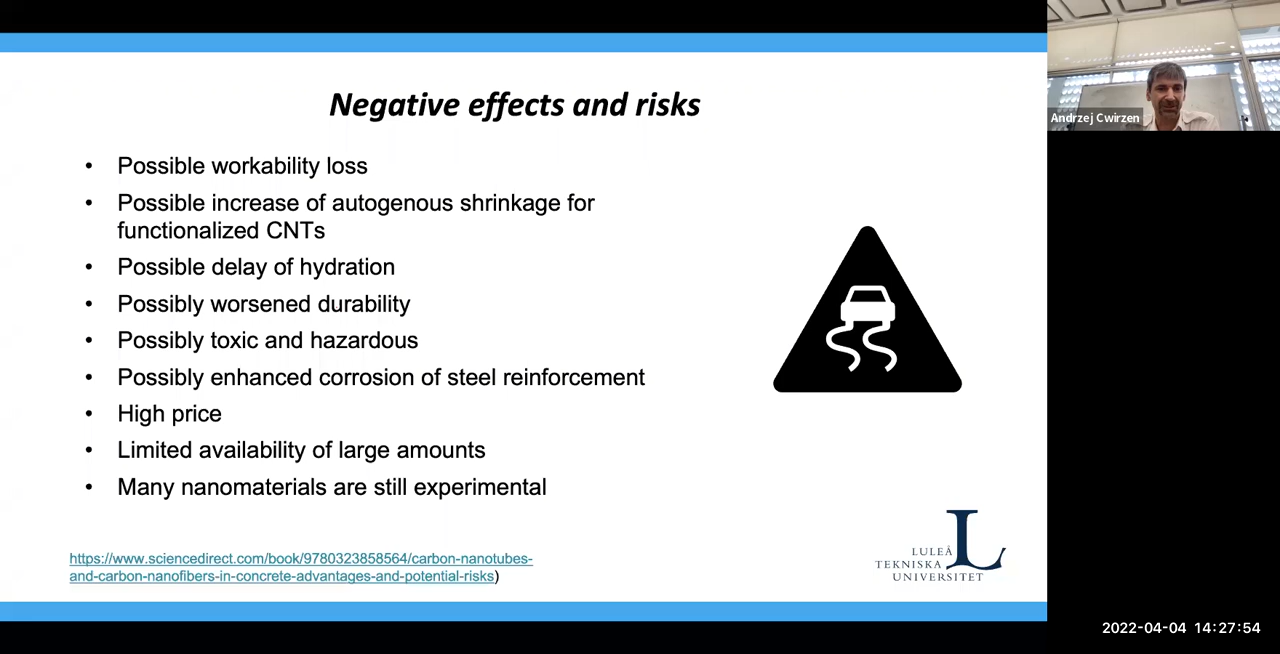 Negative effects and risks
Andrzej Cwirzen
• Possible workability loss
• Possible increase of autogenous shrinkage for
functionalized CNTs
• Possible delay of hydration
• Possibly worsened durability
• Possibly toxic and hazardous
• Possibly enhanced corrosion of steel reinforcement
• High price
• Limited availability of large amounts
• Many nanomaterials are still experimental
https://www.sciencedirect.com/book/9780323858564/carbon-nanotubes-
and-carbon-nanofibers-in-concrete-advantages-and-potential-risks)
L
LULEÅ
TEKNISKA
UNIVERSITET
2022-04-04 14:27:54